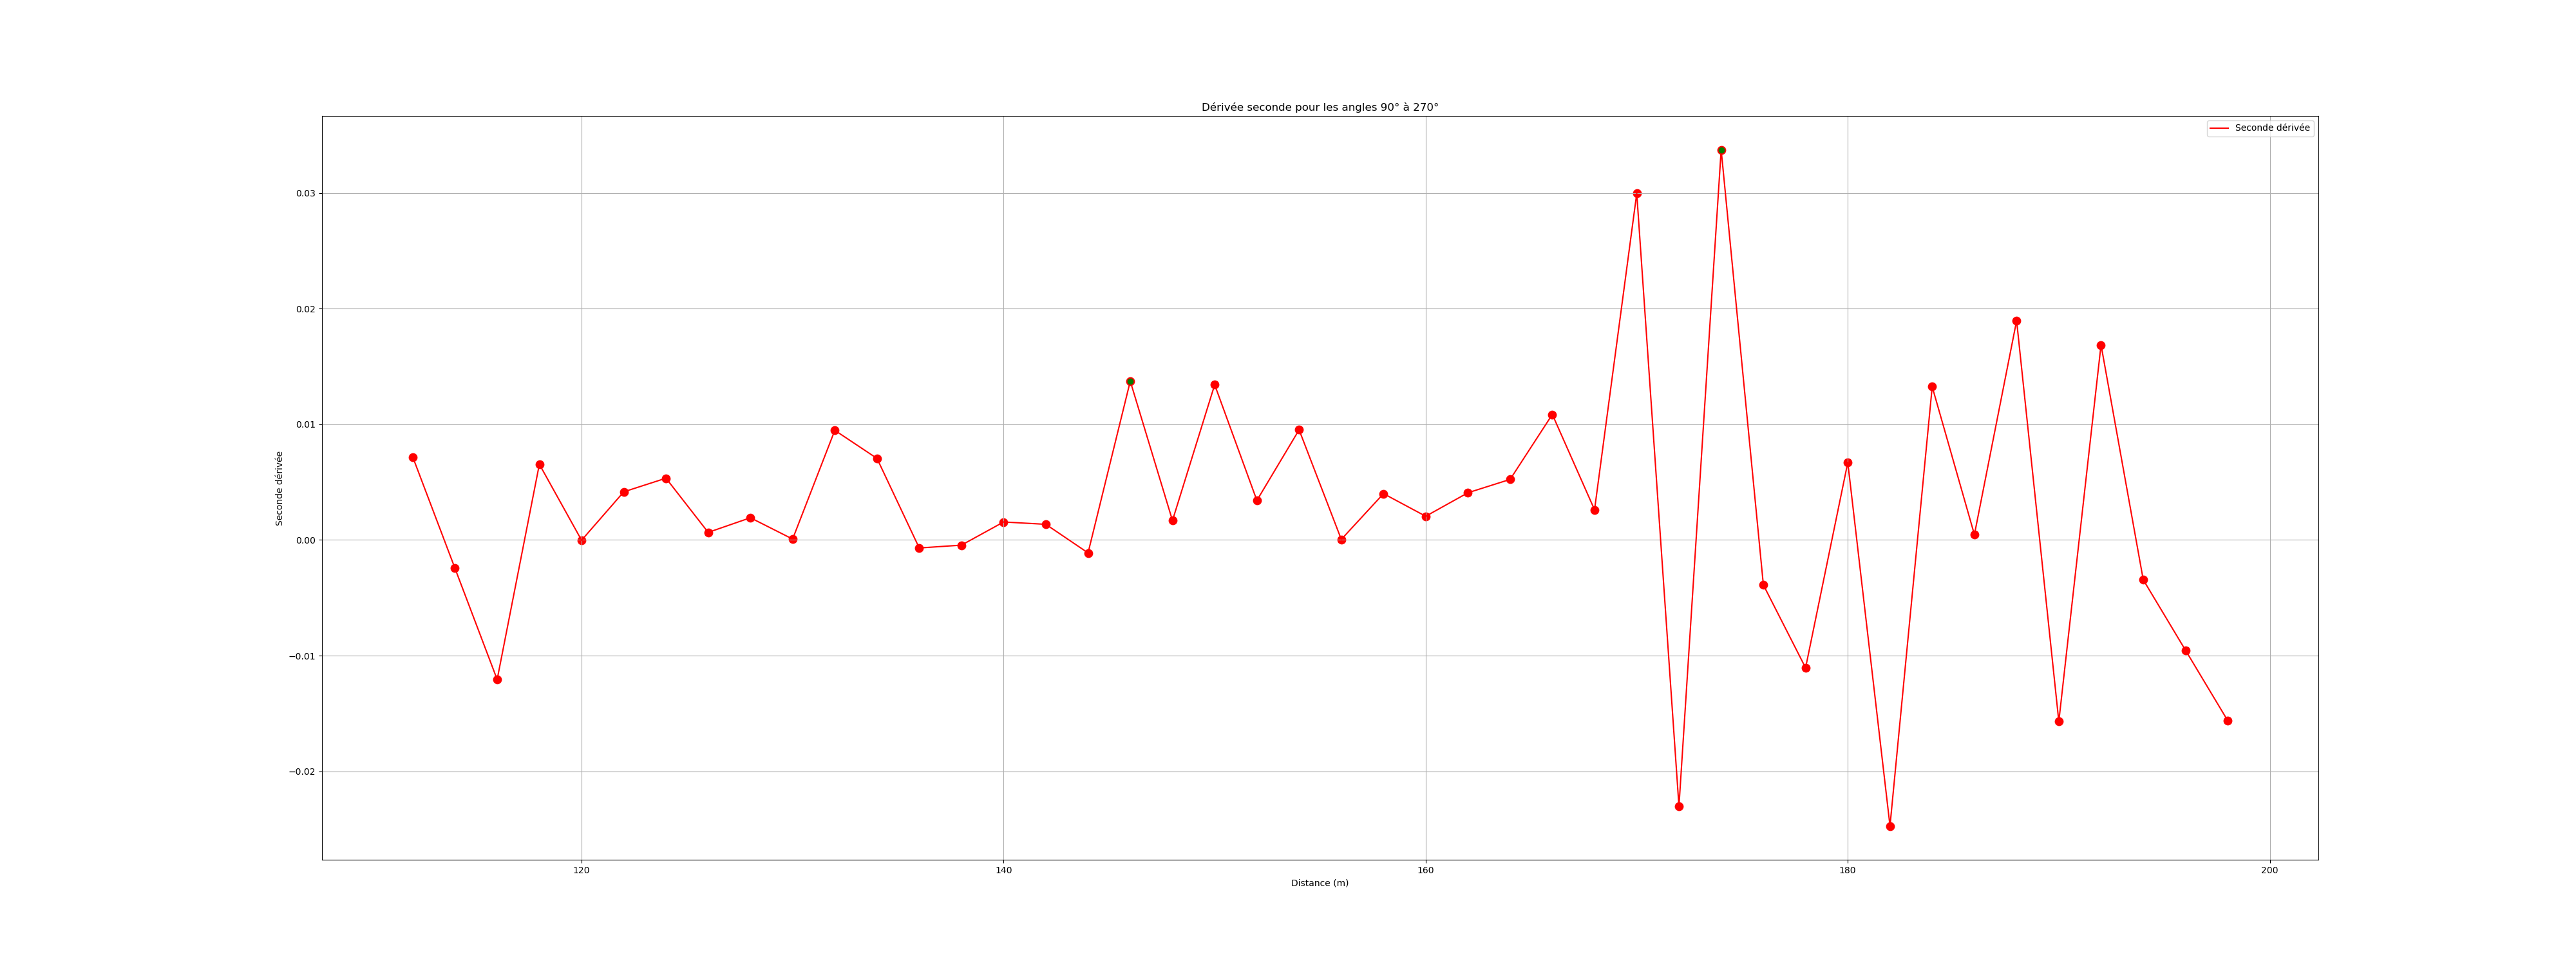 Dérivée seconde pour les angles 90° à 270°
Seconde dérivée
0.03
0.02
0.01
0.00
−0.01
−0.02
Seconde dérivée
120
140
160
180
200
Distance (m)